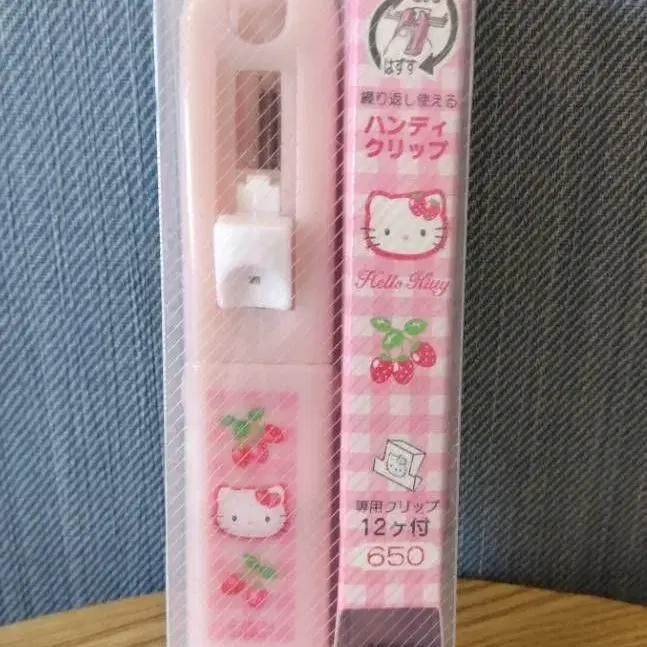 はずす
繰り返し使える
ハンディ
クリップ
Hello Kitty
専用クリップ
12ヶ付
650